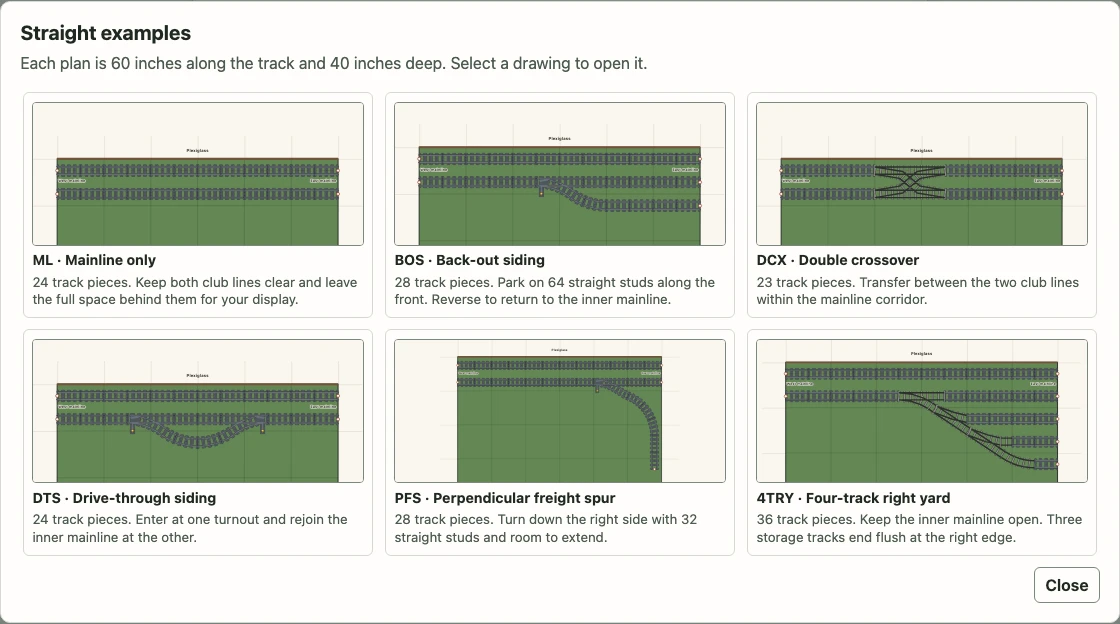 Straight examples
Each plan is 60 inches along the track and 40 inches deep. Select a drawing to open it.
Plexiglass
ML · Mainline only
24 track pieces. Keep both club lines clear and leave
the full space behind them for your display.
Plexiglass
BOS · Back-out siding
28 track pieces. Park on 64 straight studs along the
front. Reverse to return to the inner mainline.
Plexiglass
DCX · Double crossover
23 track pieces. Transfer between the two club lines
within the mainline corridor.
Plexiglass
DTS · Drive-through siding
24 track pieces. Enter at one turnout and rejoin the
inner mainline at the other.
Plexiglass
PFS · Perpendicular freight spur
28 track pieces. Turn down the right side with 32
straight studs and room to extend.
Plexiglass
4TRY · Four-track right yard
36 track pieces. Keep the inner mainline open. Three
storage tracks end flush at the right edge.
Close